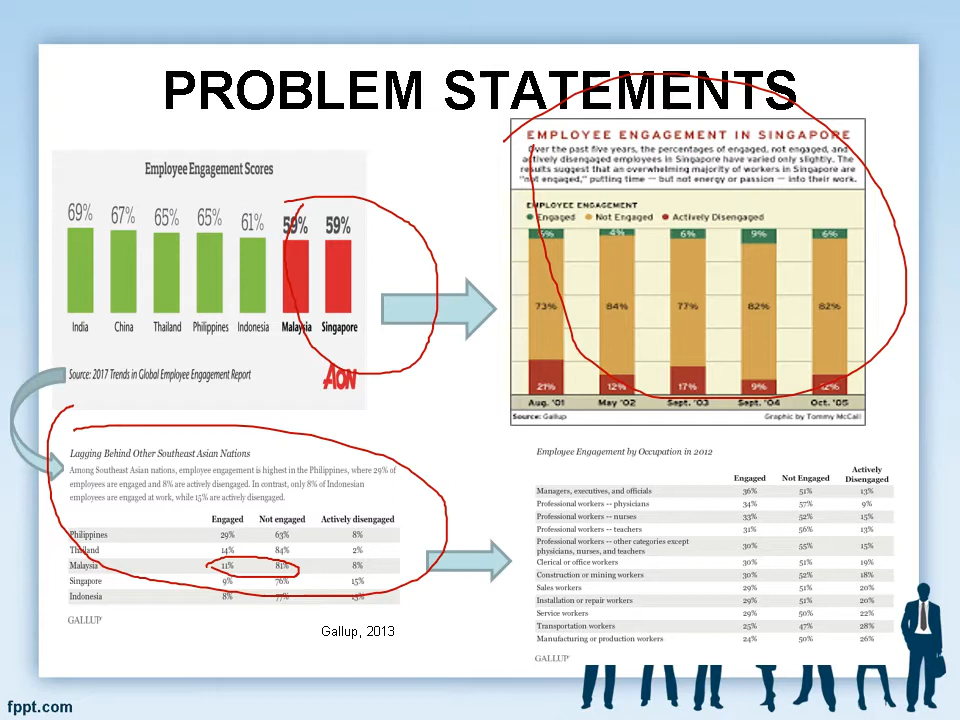 PROBLEM STATEMENTS
Employee Engagement Scores
69% 67% 65% 65% 61% 59% 59%
India China Thailand Philippines Indonesia Malaysia Singapore
Source: 2017 Trends in Global Employee Engagement Report
AON
EMPLOYEE ENGAGEMENT IN SINGAPORE
Over the past five years, the percentages of engaged, not engaged, and
actively disengaged employees in Singapore have varied only slightly. The
results suggest that an overwhelming majority of workers in Singapore are
"not engaged," putting time — but not energy or passion — into their work.
EMPLOYEE ENGAGEMENT
Engaged Not Engaged Actively Disengaged
4% 6% 9% 6%
73% 84% 77% 82% 82%
21% 12% 17% 9% 12%
Aug. '01 May '02 Sept. '03 Sept. '04 Oct. '05
Source: Gallup Graphic by Tommy McCall
Lagging Behind Other Southeast Asian Nations
Among Southeast Asian nations, employee engagement is highest in the Philippines, where 29% of
employees are engaged and 8% are actively disengaged. In contrast, only 8% of Indonesian
employees are engaged at work, while 15% are actively disengaged.
Engaged Not engaged Actively disengaged
Philippines 29% 63% 8%
Thailand 14% 84% 2%
Malaysia 11% 81% 8%
Singapore 9% 76% 15%
Indonesia 8% 77% 15%
GALLUP
Gallup, 2013
Employee Engagement by Occupation in 2012
Engaged Not Engaged Actively
Disengaged
Managers, executives, and officials 36% 51% 13%
Professional workers -- physicians 34% 57% 9%
Professional workers -- nurses 33% 52% 15%
Professional workers -- teachers 31% 56% 13%
Professional workers -- other categories except
physicians, nurses, and teachers 30% 55% 15%
Clerical or office workers 30% 51% 19%
Construction or mining workers 30% 52% 18%
Sales workers 29% 51% 20%
Installation or repair workers 29% 51% 20%
Service workers 29% 50% 22%
Transportation workers 25% 47% 28%
Manufacturing or production workers 24% 50% 26%
GALLUP
fppt.com